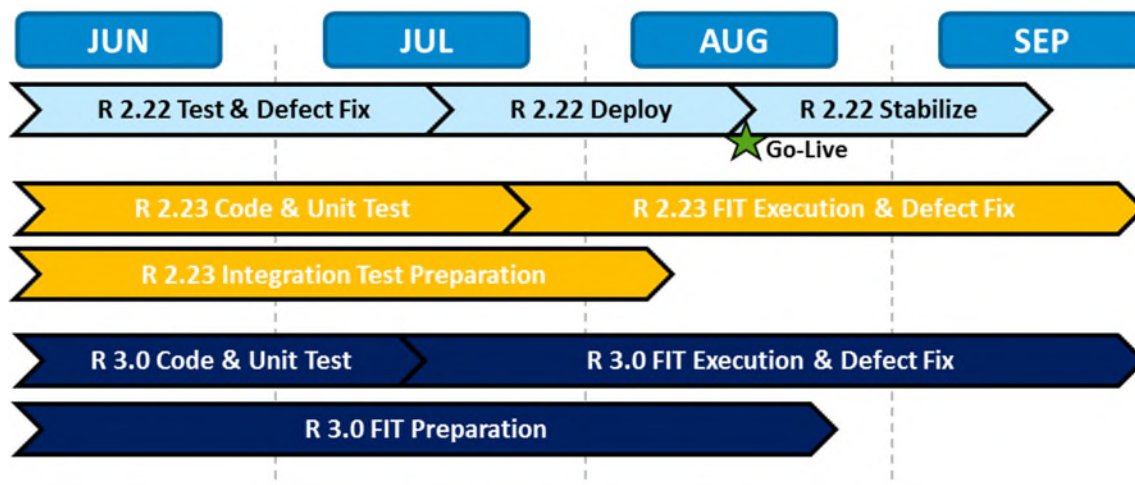 JUN
JUL
AUG
SEP
R 2.22 Test & Defect Fix
R 2.22 Deploy
R 2.22 Stabilize
Go-Live
R 2.23 Code & Unit Test
R 2.23 FIT Execution & Defect Fix
R 2.23 Integration Test Preparation
R 3.0 Code & Unit Test
R 3.0 FIT Execution & Defect Fix
R 3.0 FIT Preparation